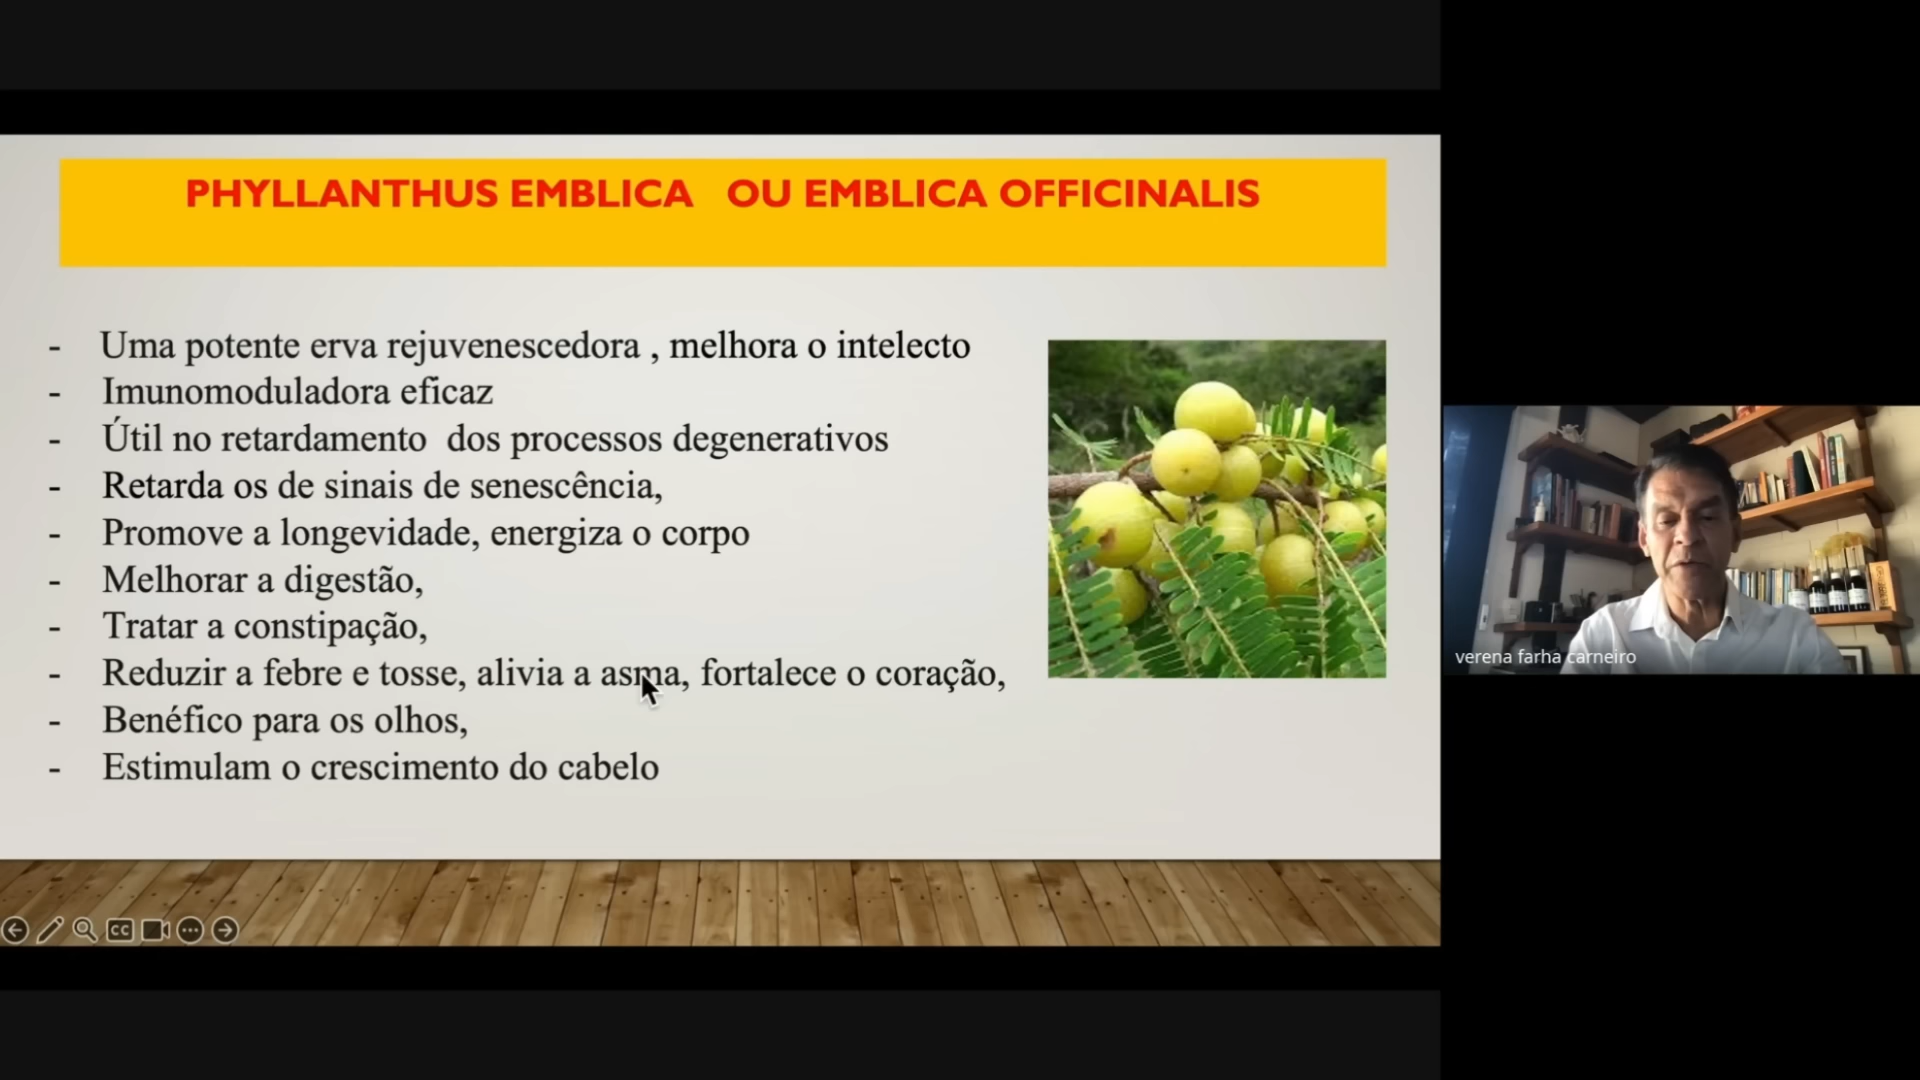 PHYLLANTHUS EMBLICA OU EMBLICA OFFICINALIS
- Uma potente erva rejuvenescedora , melhora o intelecto
- Imunomoduladora eficaz
- Útil no retardamento dos processos degenerativos
- Retarda os de sinais de senescência,
- Promove a longevidade, energiza o corpo
- Melhorar a digestão,
- Tratar a constipação,
- Reduzir a febre e tosse, alivia a asma, fortalece o coração,
- Benéfico para os olhos,
- Estimulam o crescimento do cabelo
CC
verena farha carneiro